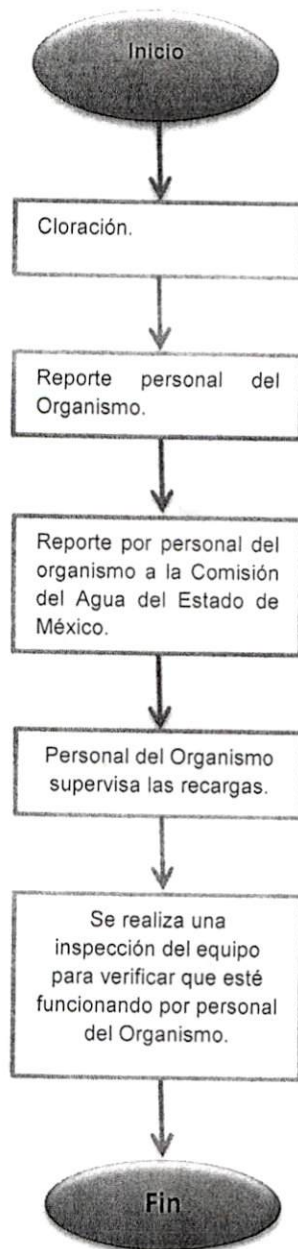 Inicio
Cloración.
Reporte personal del
Organismo.
Reporte por personal del
organismo a la Comisión
del Agua del Estado de
México.
Personal del Organismo
supervisa las recargas.
Se realiza una
inspección del equipo
para verificar que esté
funcionando por personal
del Organismo.
Fin